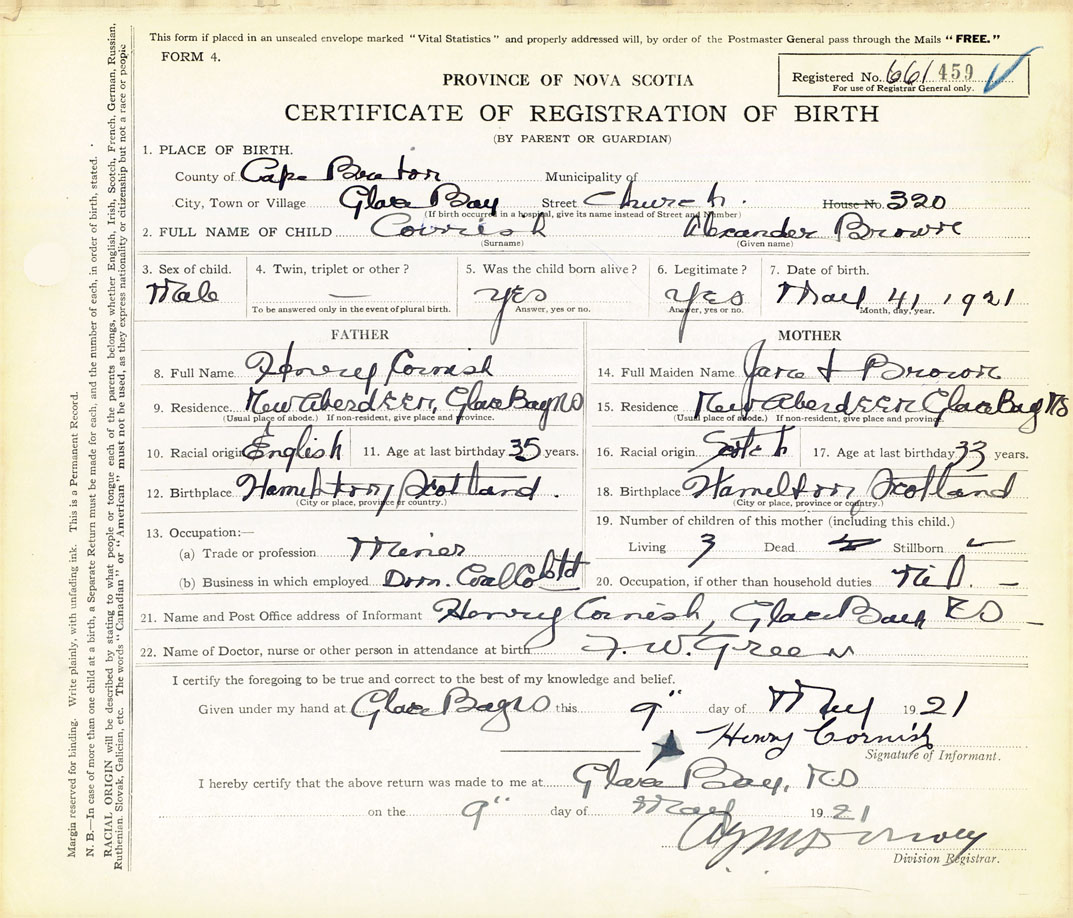 This form if placed in an unsealed envelope marked "Vital Statistics" and properly addressed will, by order of the Postmaster General pass through the Mails "FREE."
FORM 4.
Registered No. 661 459
For use of Registrar General only.
PROVINCE OF NOVA SCOTIA
CERTIFICATE OF REGISTRATION OF BIRTH
(BY PARENT OR GUARDIAN)
1. PLACE OF BIRTH.
County of Cape Breton Municipality of
City, Town or Village Glace Bay Street Church. House No. 320
(If birth occurred in a hospital, give its name instead of Street and Number)
2. FULL NAME OF CHILD Cornish Alexander Brown
(Surname) (Given name)
3. Sex of child. 4. Twin, triplet or other? 5. Was the child born alive? 6. Legitimate? 7. Date of birth.
Male — YES YES May 4, 1921
To be answered only in the event of plural birth. Answer, yes or no. Answer, yes or no. Month, day, year.
FATHER MOTHER
8. Full Name Henry Cornish
9. Residence New Aberdeen, Glace Bay NS
(Usual place of abode.) If non-resident, give place and province.
10. Racial origin English 11. Age at last birthday 35 years.
12. Birthplace Hamelton, Scotland.
(City or place, province or country.)
13. Occupation:—
(a) Trade or profession Miner
(b) Business in which employed Dom. Coal Co Ltd
14. Full Maiden Name Jane Brown
15. Residence New Aberdeen Glace Bay NS
(Usual place of abode.) If non-resident, give place and province.
16. Racial origin Scotch 17. Age at last birthday 33 years.
18. Birthplace Hamelton Scotland
(City or place, province or country.)
19. Number of children of this mother (including this child.)
Living 3 Dead Stillborn
20. Occupation, if other than household duties
21. Name and Post Office address of Informant Henry Cornish, Glace Bay NS
22. Name of Doctor, nurse or other person in attendance at birth F. W. Green
I certify the foregoing to be true and correct to the best of my knowledge and belief.
Given under my hand at Glace Bay NS this 9" day of May 1921
Henry Cornish
Signature of Informant.
I hereby certify that the above return was made to me at Glace Bay, NS
on the 9" day of May 1921
Division Registrar.
Margin reserved for binding. Write plainly, with unfading ink. This is a Permanent Record.
N. B.—In case of more than one child at a birth, a Separate Return must be made for each, and the number of each, in order of birth, stated.
RACIAL ORIGIN will be described by stating to what people or tongue each of the parents belongs, whether English, Irish, Scotch, French, German, Russian,
Ruthenian, Slovak, Galician, etc. The words "Canadian" or "American" must not be used, as they express nationality or citizenship but not a race or people